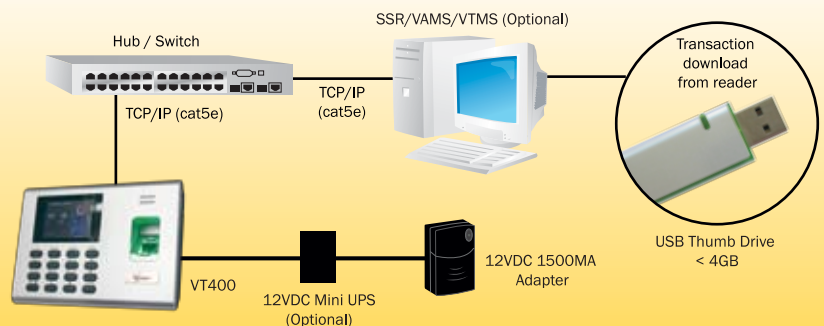 SSR/VAMS/VTMS (Optional)
Hub / Switch
Transaction
download
from reader
TCP/IP (cat5e)
TCP/IP
(cat5e)
USB Thumb Drive
< 4GB
VT400
12VDC Mini UPS
(Optional)
12VDC 1500MA
Adapter